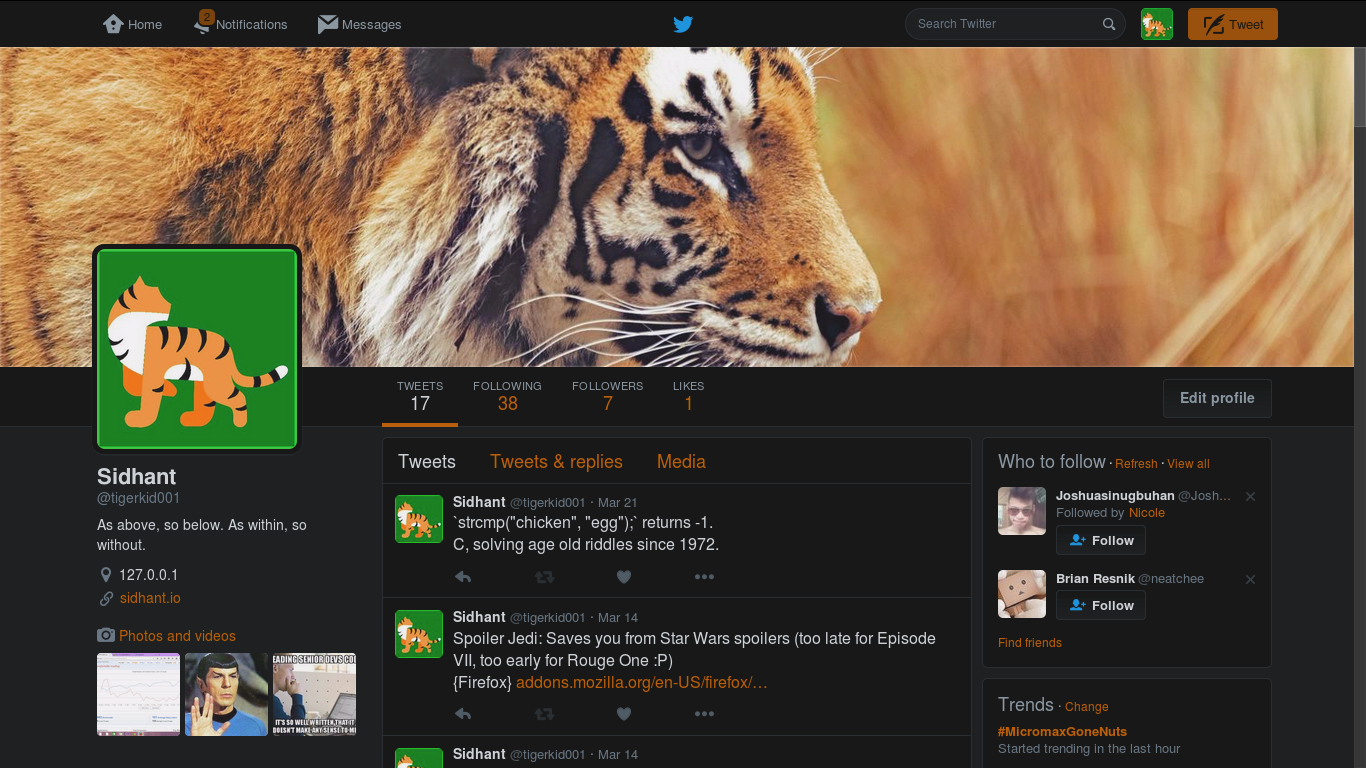 Home
2
Notifications
Messages
Search Twitter
Tweet
TWEETS
17
FOLLOWING
38
FOLLOWERS
7
LIKES
1
Edit profile
Sidhant
@tigerkid001
As above, so below. As within, so
without.
127.0.0.1
sidhant.io
Photos and videos
EADING SENIOR DEVS CO
IT'S SO WELL WRITTEN,THAT IT
DOESN'T MAKE ANY SENSE TO ME
Tweets
Tweets & replies
Media
Sidhant @tigerkid001 · Mar 21
`strcmp("chicken", "egg");` returns -1.
C, solving age old riddles since 1972.
Sidhant @tigerkid001 · Mar 14
Spoiler Jedi: Saves you from Star Wars spoilers (too late for Episode
VII, too early for Rouge One :P)
{Firefox} addons.mozilla.org/en-US/firefox/…
Sidhant @tigerkid001 · Mar 14
Who to follow · Refresh · View all
Joshuasinugbuhan @Josh…
Followed by Nicole
Follow
Brian Resnik @neatchee
Follow
Find friends
Trends · Change
#MicromaxGoneNuts
Started trending in the last hour